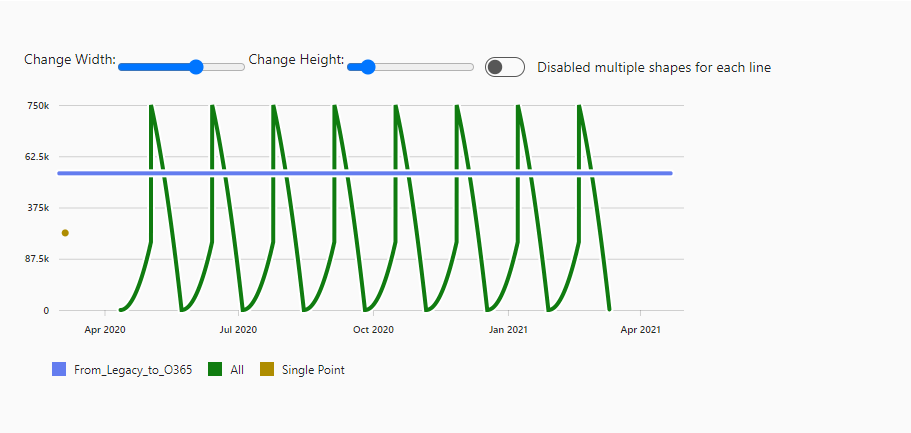 Change Width:
Change Height:
Disabled multiple shapes for each line
750k
62.5k
375k
87.5k
0
Apr 2020
Jul 2020
Oct 2020
Jan 2021
Apr 2021
From_Legacy_to_O365
All
Single Point